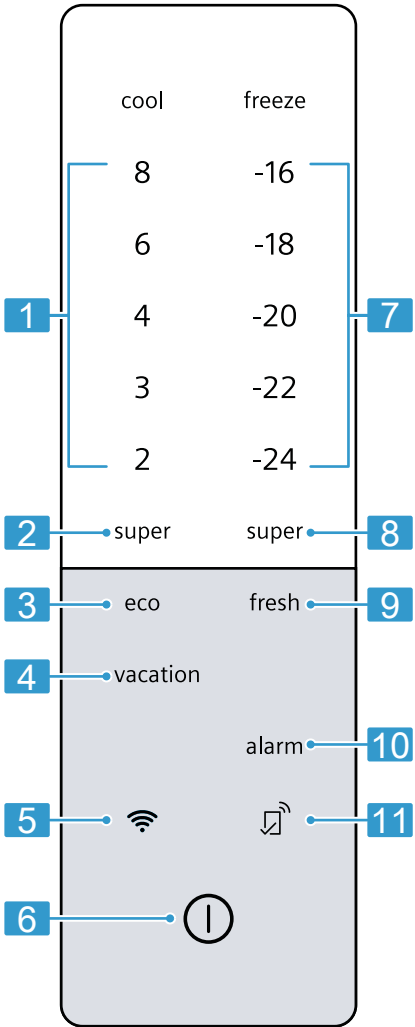 cool freeze
8 -16
6 -18
1 4 -20 7
3 -22
2 -24
2 super super 8
3 eco fresh 9
4 vacation
alarm 10
5 11
6